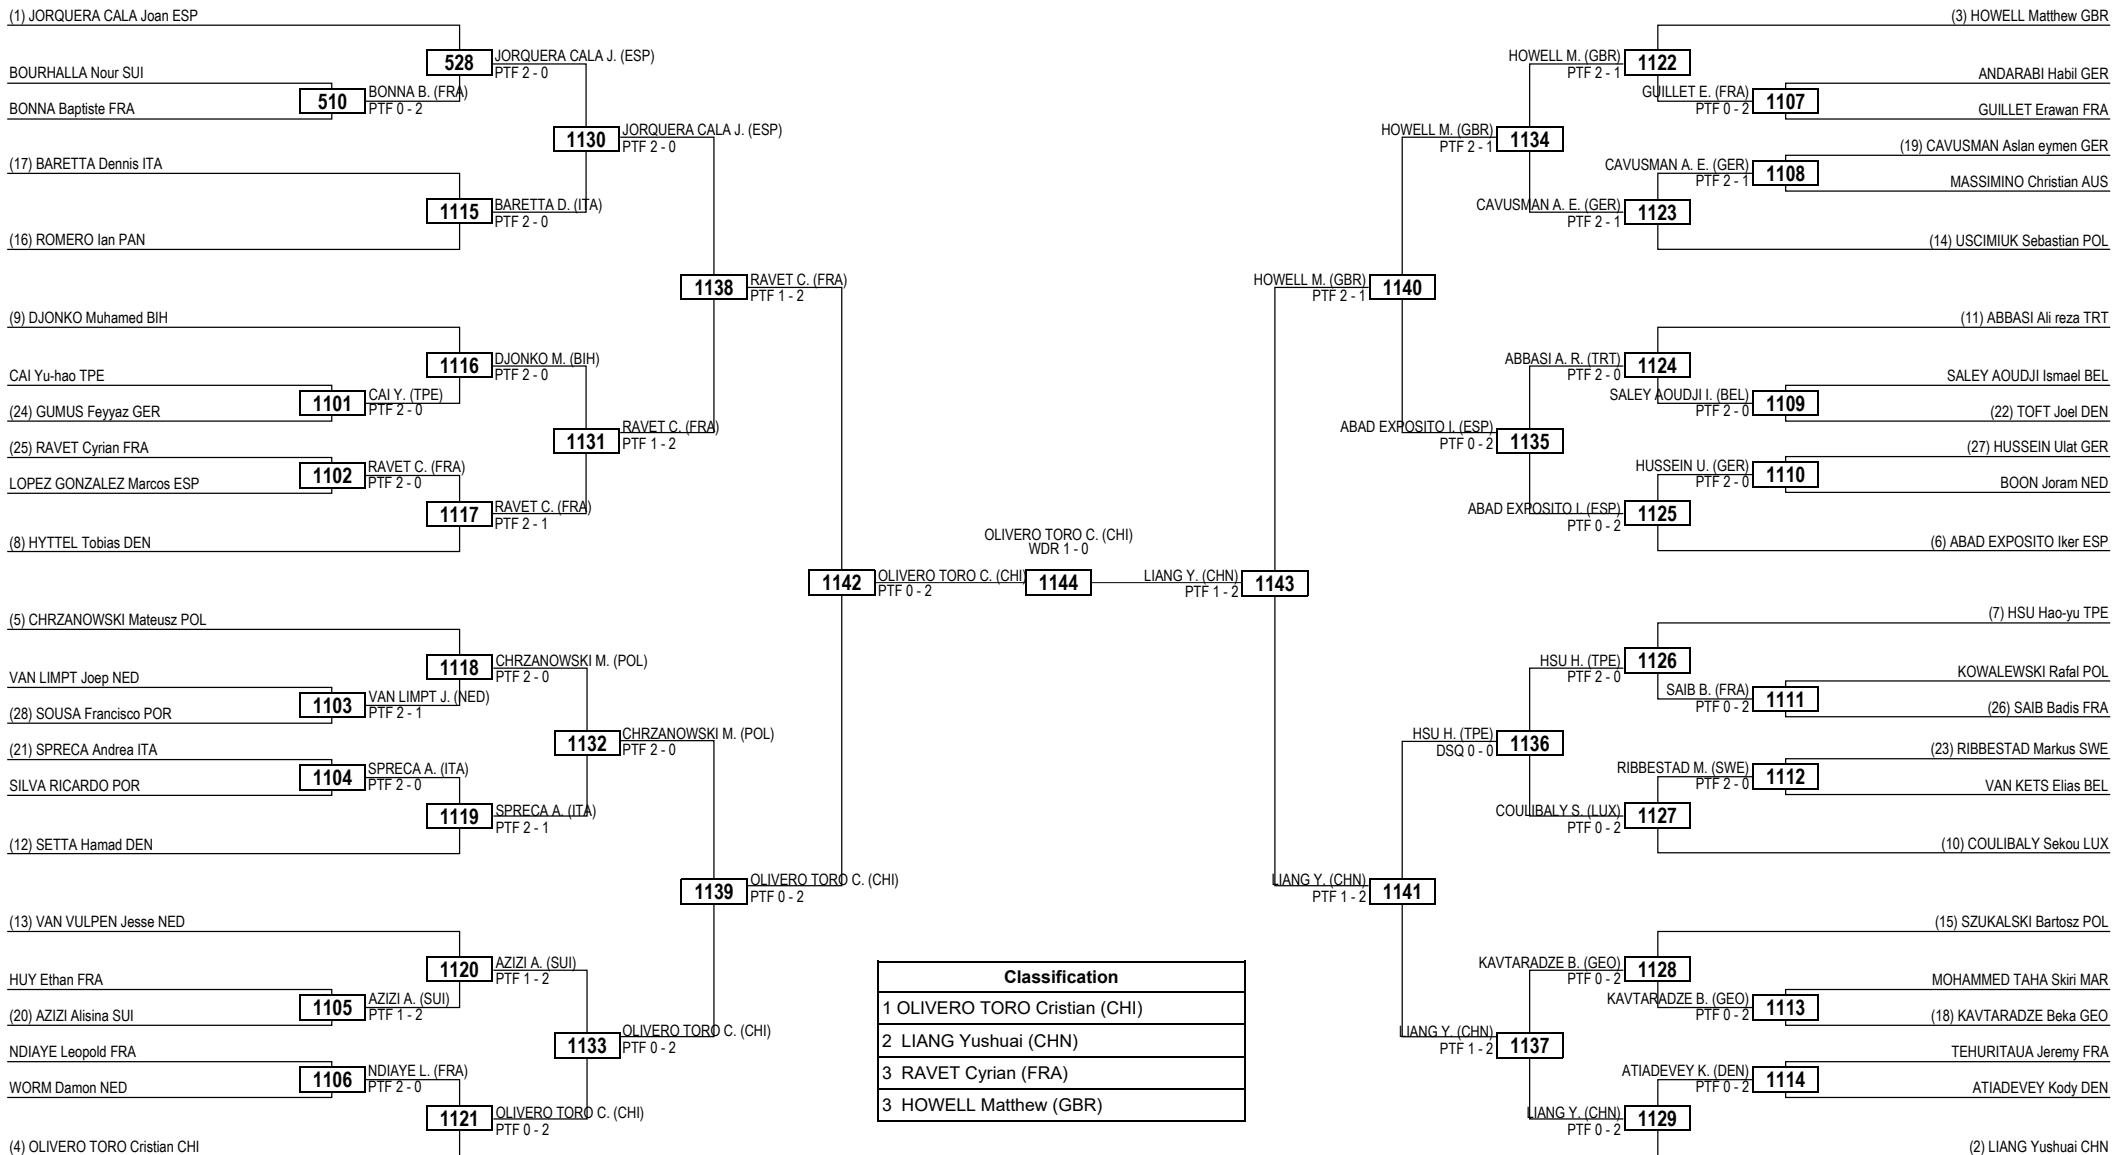 (1) JORQUERA CALA Joan ESP
528
JORQUERA CALA J. (ESP)
PTF 2 - 0
BOURHALLA Nour SUI
510
BONNA B. (FRA)
PTF 0 - 2
BONNA Baptiste FRA
1130
JORQUERA CALA J. (ESP)
PTF 2 - 0
(17) BARETTA Dennis ITA
1115
BARETTA D. (ITA)
PTF 2 - 0
(16) ROMERO Ian PAN
1138
RAVET C. (FRA)
PTF 1 - 2
(9) DJONKO Muhamed BIH
1116
DJONKO M. (BIH)
PTF 2 - 0
CAI Yu-hao TPE
1101
CAI Y. (TPE)
PTF 2 - 0
(24) GUMUS Feyyaz GER
1131
RAVET C. (FRA)
PTF 1 - 2
(25) RAVET Cyrian FRA
1102
RAVET C. (FRA)
PTF 2 - 0
LOPEZ GONZALEZ Marcos ESP
1117
RAVET C. (FRA)
PTF 2 - 1
(8) HYTTEL Tobias DEN
1142
OLIVERO TORO C. (CHI)
PTF 0 - 2
(5) CHRZANOWSKI Mateusz POL
1118
CHRZANOWSKI M. (POL)
PTF 2 - 0
VAN LIMPT Joep NED
1103
VAN LIMPT J. (NED)
PTF 2 - 1
(28) SOUSA Francisco POR
1132
CHRZANOWSKI M. (POL)
PTF 2 - 0
(21) SPRECA Andrea ITA
1104
SPRECA A. (ITA)
PTF 2 - 0
SILVA RICARDO POR
1119
SPRECA A. (ITA)
PTF 2 - 1
(12) SETTA Hamad DEN
1139
OLIVERO TORO C. (CHI)
PTF 0 - 2
(13) VAN VULPEN Jesse NED
1120
AZIZI A. (SUI)
PTF 1 - 2
HUY Ethan FRA
1105
AZIZI A. (SUI)
PTF 1 - 2
(20) AZIZI Alisina SUI
1133
OLIVERO TORO C. (CHI)
PTF 0 - 2
NDIAYE Leopold FRA
1106
NDIAYE L. (FRA)
PTF 2 - 0
WORM Damon NED
1121
OLIVERO TORO C. (CHI)
PTF 0 - 2
(4) OLIVERO TORO Cristian CHI
OLIVERO TORO C. (CHI)
WDR 1 - 0
1144
(3) HOWELL Matthew GBR
HOWELL M. (GBR)
PTF 2 - 1
1122
ANDARABI Habil GER
GUILLET E. (FRA)
PTF 0 - 2
1107
GUILLET Erawan FRA
HOWELL M. (GBR)
PTF 2 - 1
1134
(19) CAVUSMAN Aslan eymen GER
CAVUSMAN A. E. (GER)
PTF 2 - 1
1108
MASSIMINO Christian AUS
CAVUSMAN A. E. (GER)
PTF 2 - 1
1123
(14) USCIMIUK Sebastian POL
HOWELL M. (GBR)
PTF 2 - 1
1140
(11) ABBASI Ali reza TRT
ABBASI A. R. (TRT)
PTF 2 - 0
1124
SALEY AOUDJI Ismael BEL
SALEY AOUDJI I. (BEL)
PTF 2 - 0
1109
(22) TOFT Joel DEN
ABAD EXPOSITO I. (ESP)
PTF 0 - 2
1135
(27) HUSSEIN Ulat GER
HUSSEIN U. (GER)
PTF 2 - 0
1110
BOON Joram NED
ABAD EXPOSITO I. (ESP)
PTF 0 - 2
1125
(6) ABAD EXPOSITO Iker ESP
LIANG Y. (CHN)
PTF 1 - 2
1143
(7) HSU Hao-yu TPE
HSU H. (TPE)
PTF 2 - 0
1126
KOWALEWSKI Rafal POL
SAIB B. (FRA)
PTF 0 - 2
1111
(26) SAIB Badis FRA
HSU H. (TPE)
DSQ 0 - 0
1136
(23) RIBBESTAD Markus SWE
RIBBESTAD M. (SWE)
PTF 2 - 0
1112
VAN KETS Elias BEL
COULIBALY S. (LUX)
PTF 0 - 2
1127
(10) COULIBALY Sekou LUX
LIANG Y. (CHN)
PTF 1 - 2
1141
(15) SZUKALSKI Bartosz POL
KAVTARADZE B. (GEO)
PTF 0 - 2
1128
MOHAMMED TAHA Skiri MAR
KAVTARADZE B. (GEO)
PTF 0 - 2
1113
(18) KAVTARADZE Beka GEO
LIANG Y. (CHN)
PTF 1 - 2
1137
TEHURITAUA Jeremy FRA
ATIADEVEY K. (DEN)
PTF 0 - 2
1114
ATIADEVEY Kody DEN
LIANG Y. (CHN)
PTF 0 - 2
1129
(2) LIANG Yushuai CHN
Classification
1 OLIVERO TORO Cristian (CHI)
2 LIANG Yushuai (CHN)
3 RAVET Cyrian (FRA)
3 HOWELL Matthew (GBR)